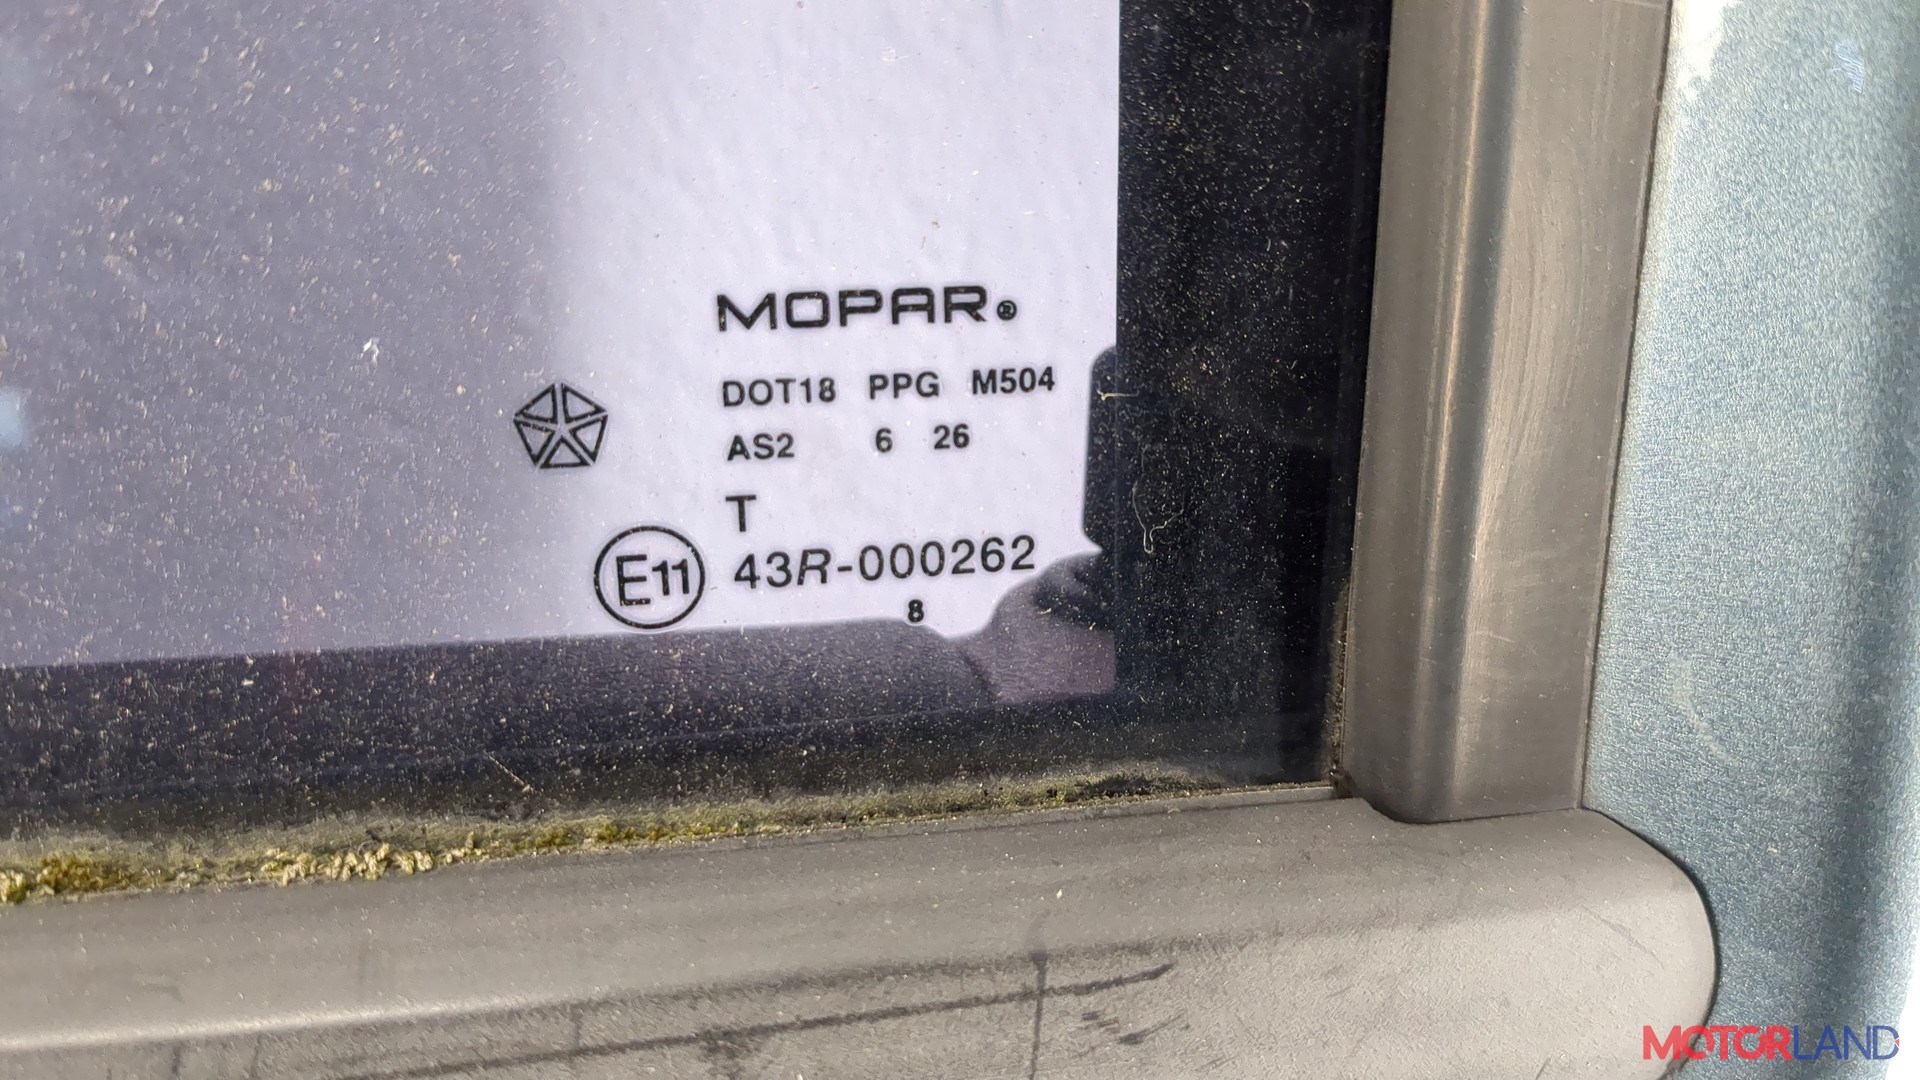 MOPAR®
DOT18 PPG M504
AS2 6 26
T
E11 43R-000262
8
MOTORLAND